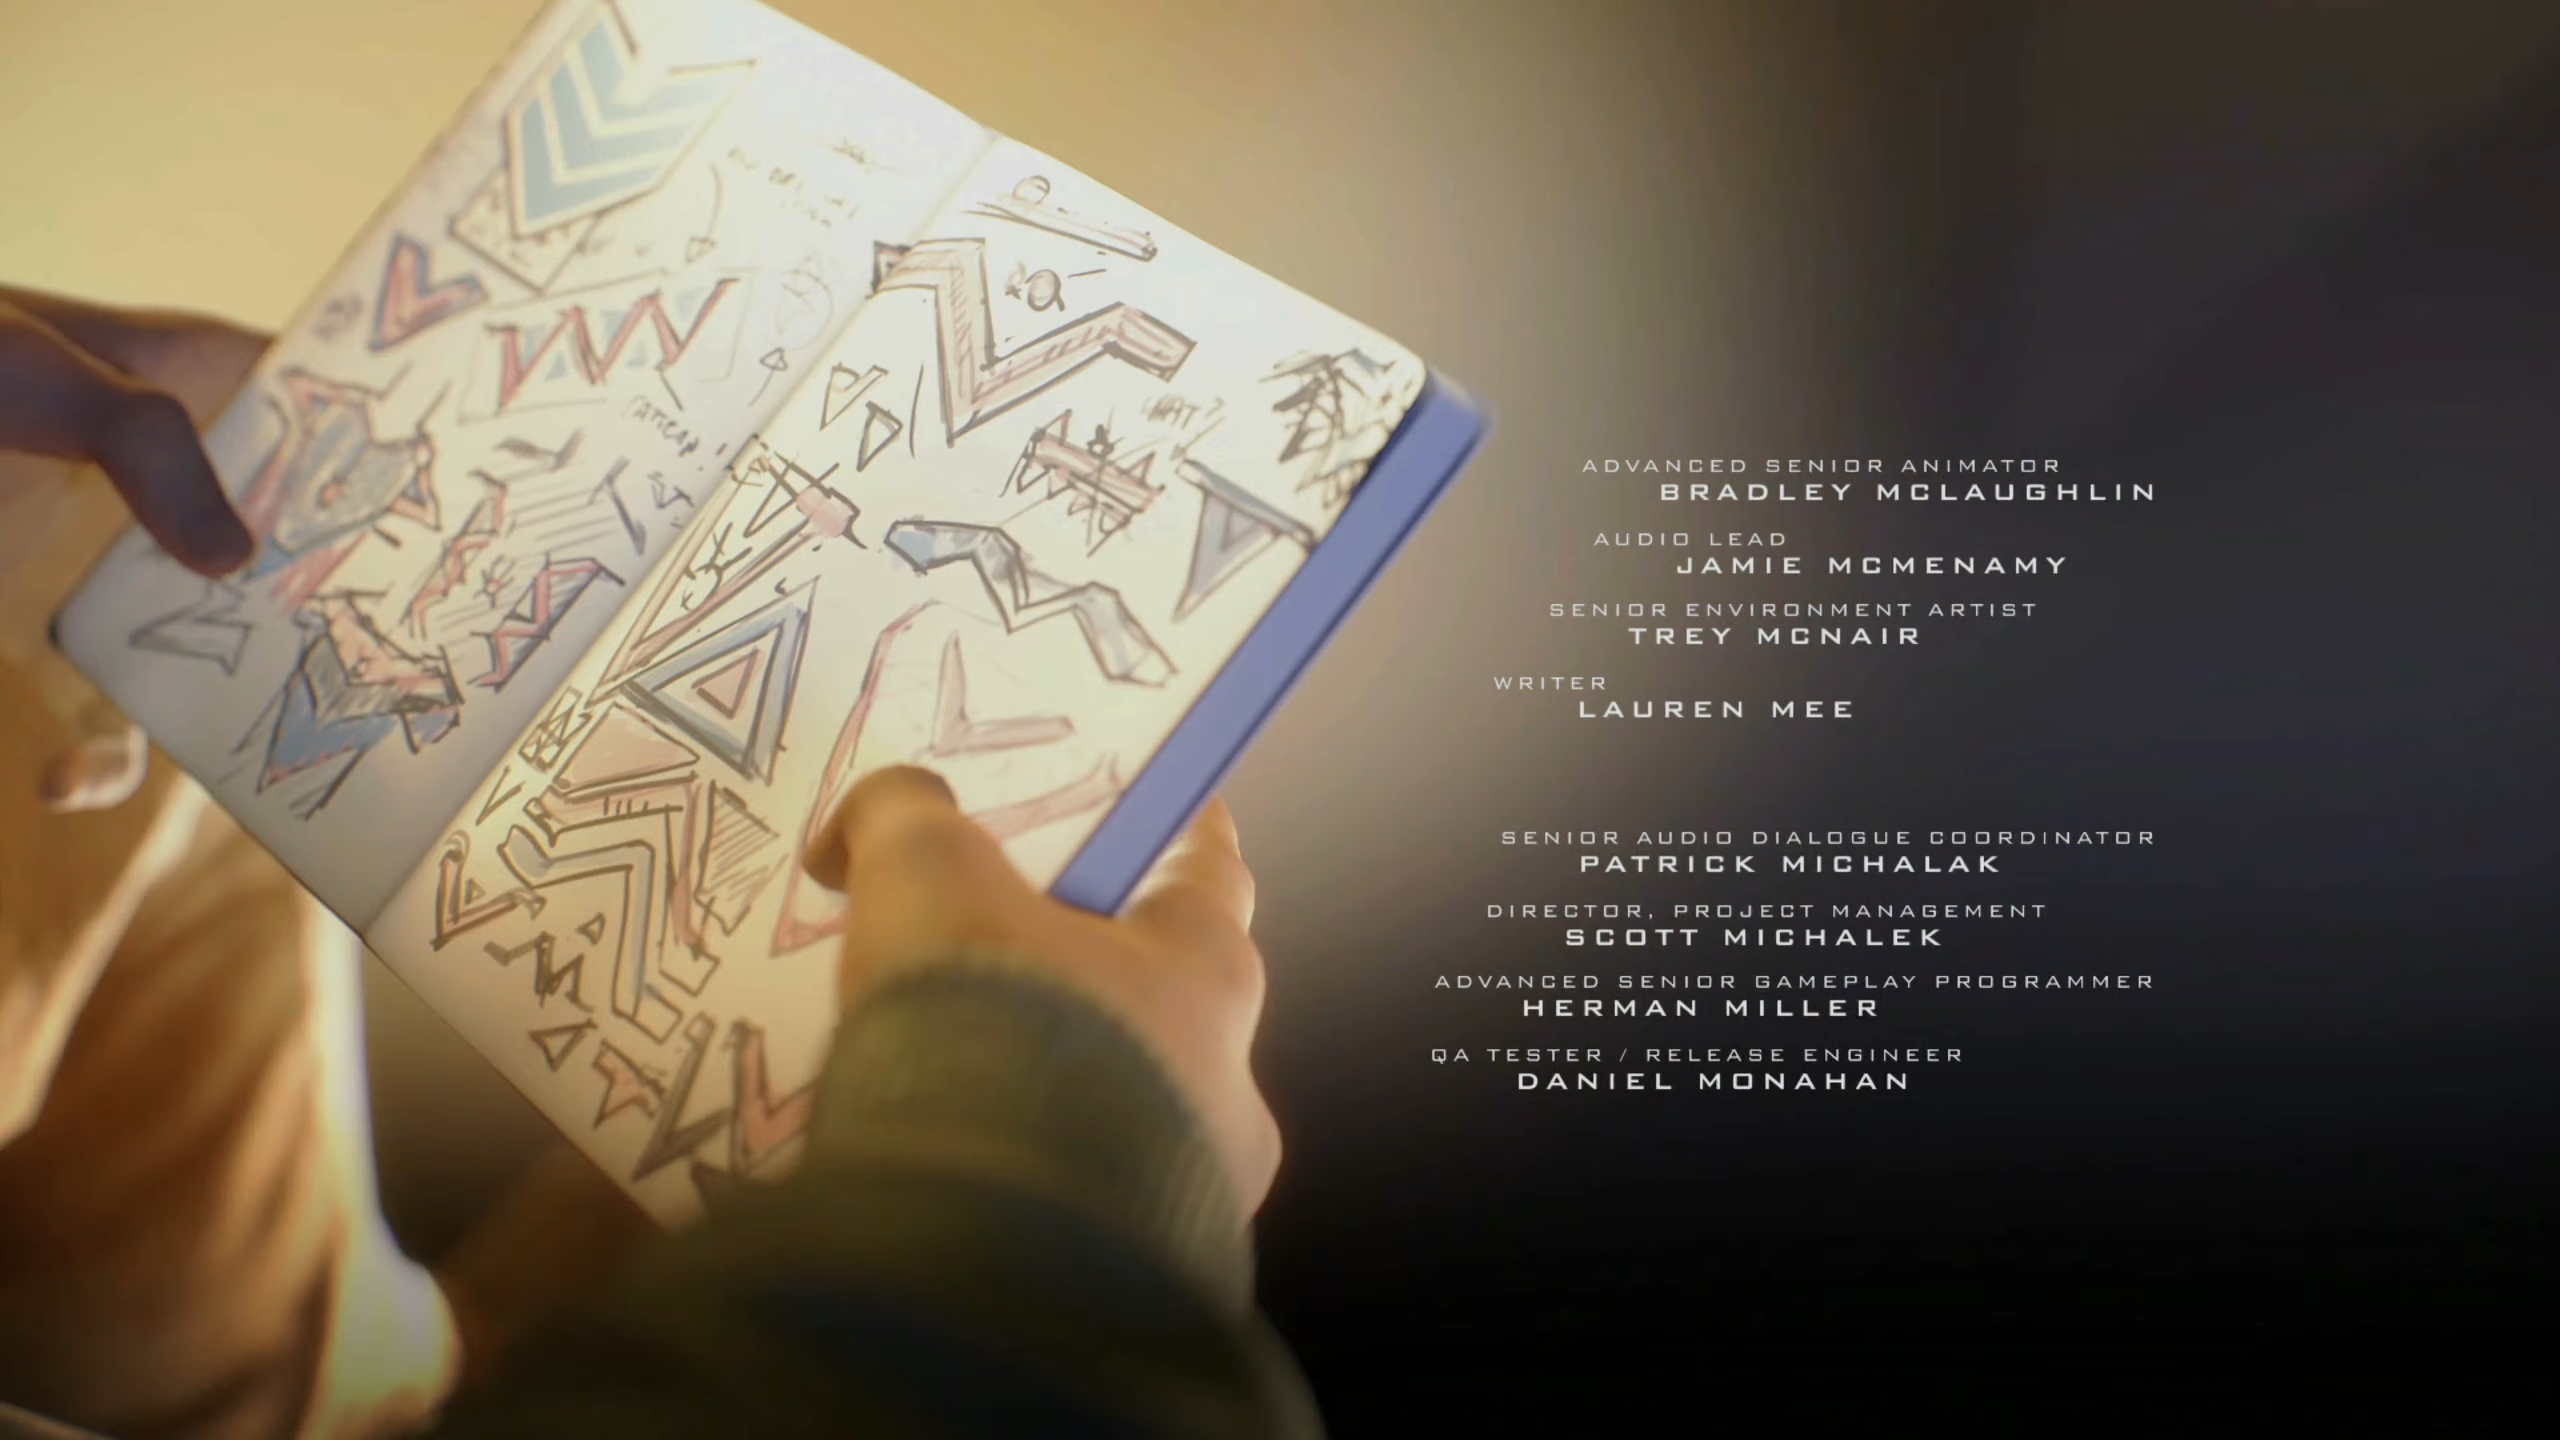 ADVANCED SENIOR ANIMATOR
BRADLEY MCLAUGHLIN
AUDIO LEAD
JAMIE MCMENAMY
SENIOR ENVIRONMENT ARTIST
TREY MCNAIR
WRITER
LAUREN MEE
SENIOR AUDIO DIALOGUE COORDINATOR
PATRICK MICHALAK
DIRECTOR, PROJECT MANAGEMENT
SCOTT MICHALEK
ADVANCED SENIOR GAMEPLAY PROGRAMMER
HERMAN MILLER
QA TESTER / RELEASE ENGINEER
DANIEL MONAHAN